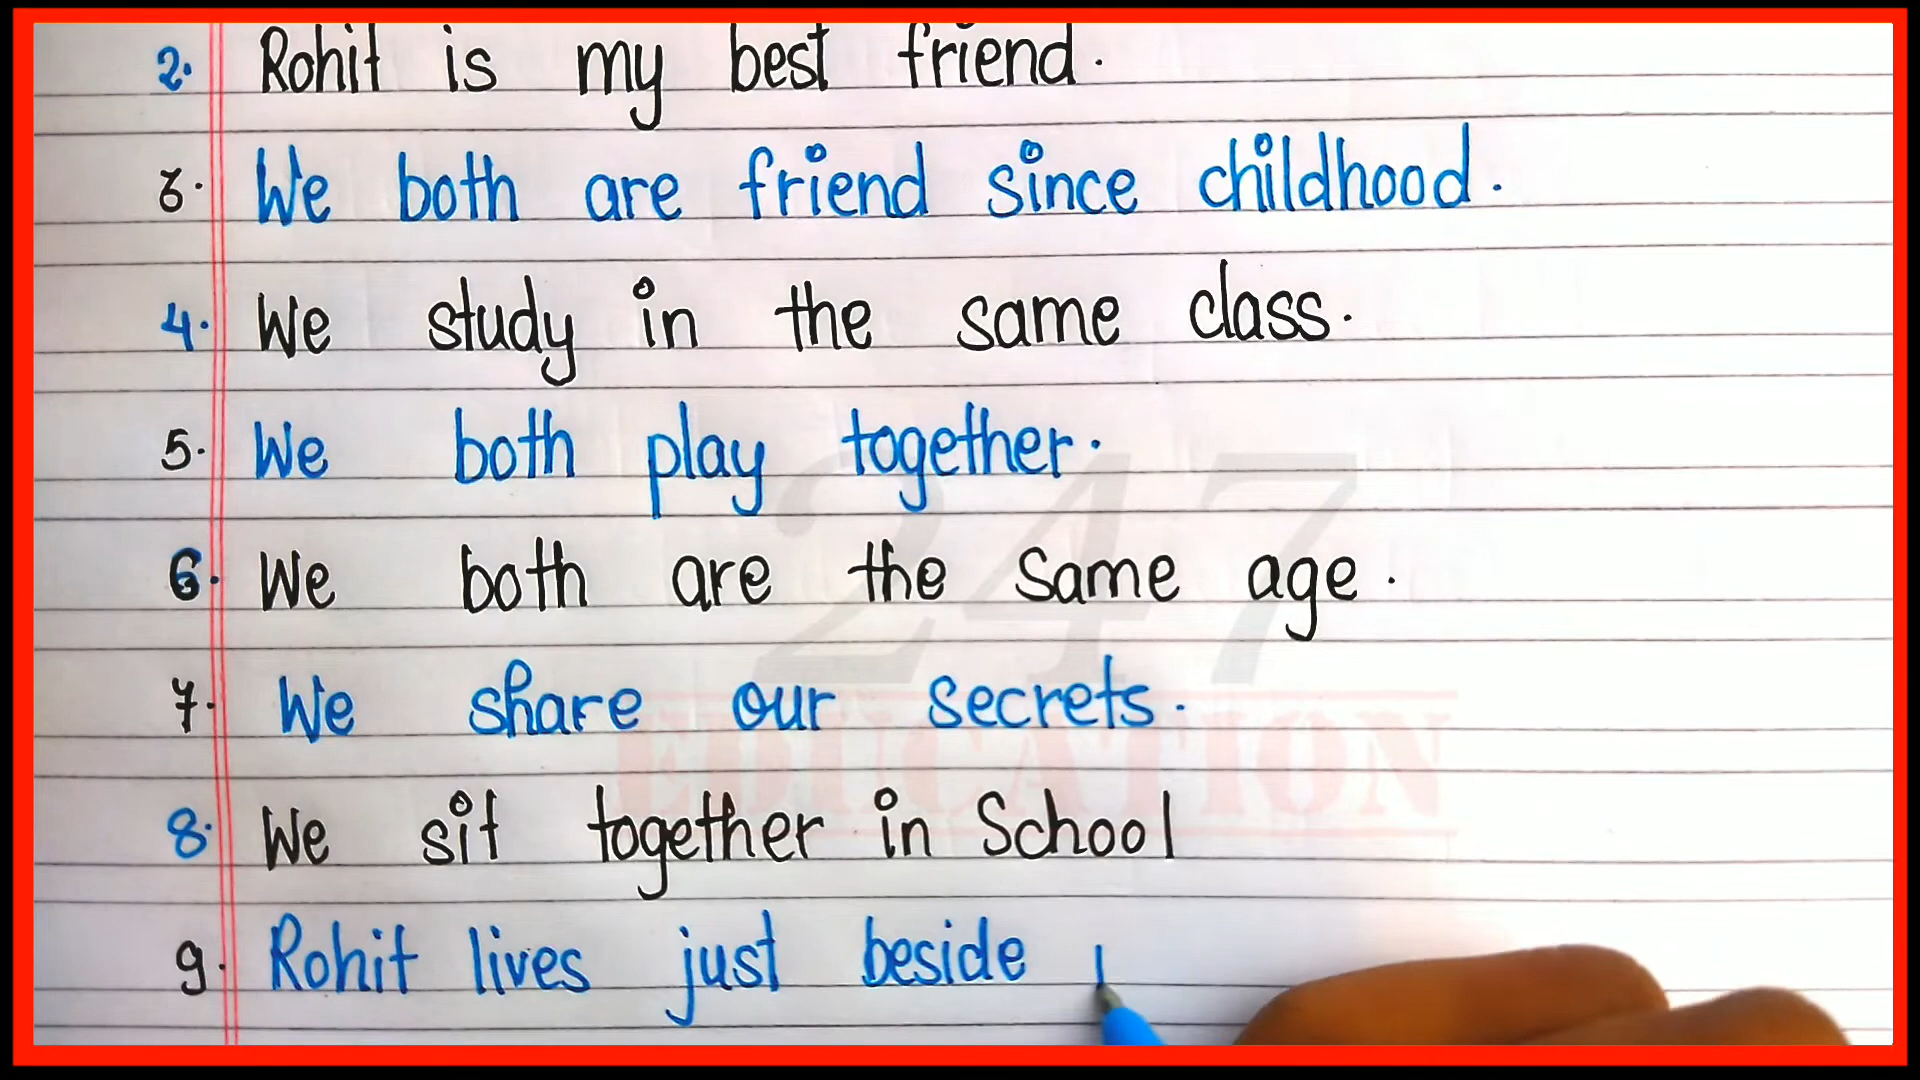 2. Rohit is my best friend.
3. We both are friend since childhood.
4. We study in the same class.
5. We both play together.
6. We both are the same age.
7. We share our secrets.
8. We sit together in School
9. Rohit lives just beside
247
EDUCATION